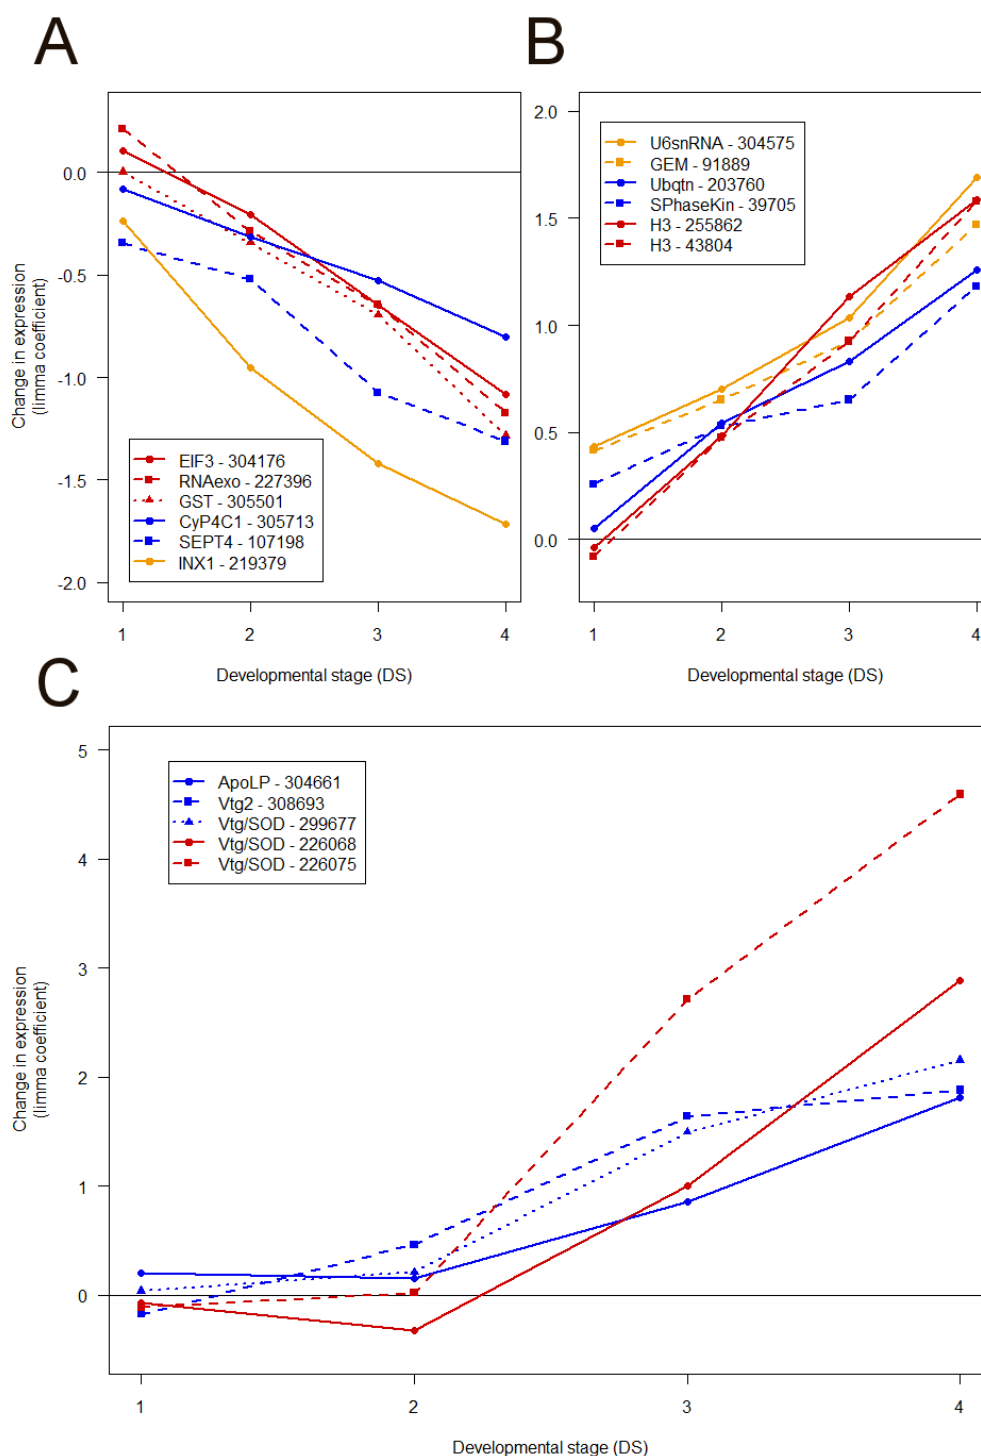 A
B
0.0
-0.5
-1.0
-1.5
-2.0
Change in expression
(limma coefficient)
EIF3 - 304176
RNAexo - 227396
GST - 305501
CyP4C1 - 305713
SEPT4 - 107198
INX1 - 219379
1 2 3 4
Developmental stage (DS)
2.0
1.5
1.0
0.5
0.0
U6snRNA - 304575
GEM - 91889
Ubqtn - 203760
SPhaseKin - 39705
H3 - 255862
H3 - 43804
1 2 3 4
Developmental stage (DS)
C
5
4
3
2
1
0
Change in expression
(limma coefficient)
ApoLP - 304661
Vtg2 - 308693
Vtg/SOD - 299677
Vtg/SOD - 226068
Vtg/SOD - 226075
1 2 3 4
Developmental stage (DS)